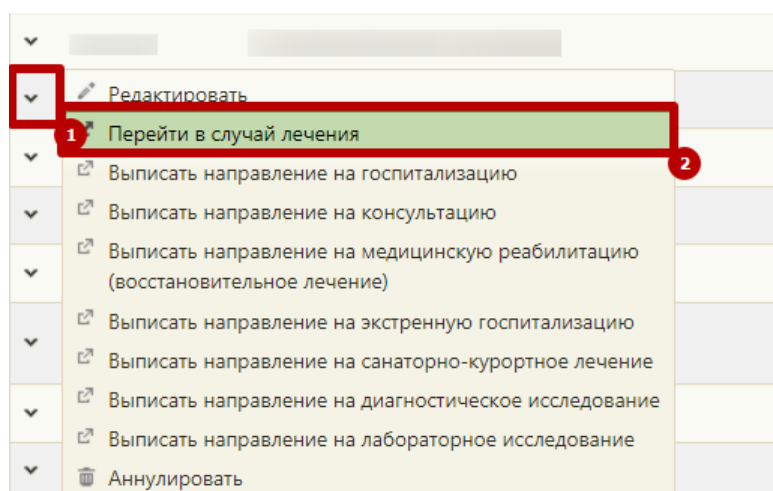 Редактировать
1
Перейти в случай лечения
2
Выписать направление на госпитализацию
Выписать направление на консультацию
Выписать направление на медицинскую реабилитацию
(восстановительное лечение)
Выписать направление на экстренную госпитализацию
Выписать направление на санаторно-курортное лечение
Выписать направление на диагностическое исследование
Выписать направление на лабораторное исследование
Аннулировать